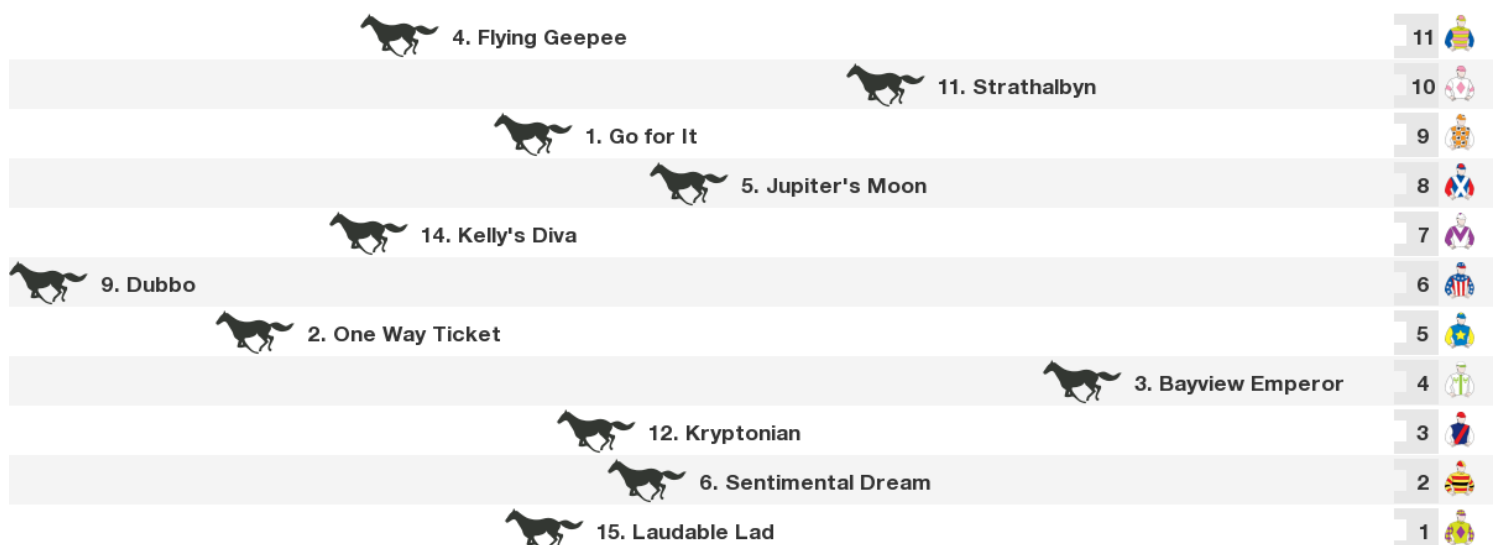 4. Flying Geepee 11
11. Strathalbyn 10
1. Go for It 9
5. Jupiter's Moon 8
14. Kelly's Diva 7
9. Dubbo 6
2. One Way Ticket 5
3. Bayview Emperor 4
12. Kryptonian 3
6. Sentimental Dream 2
15. Laudable Lad 1